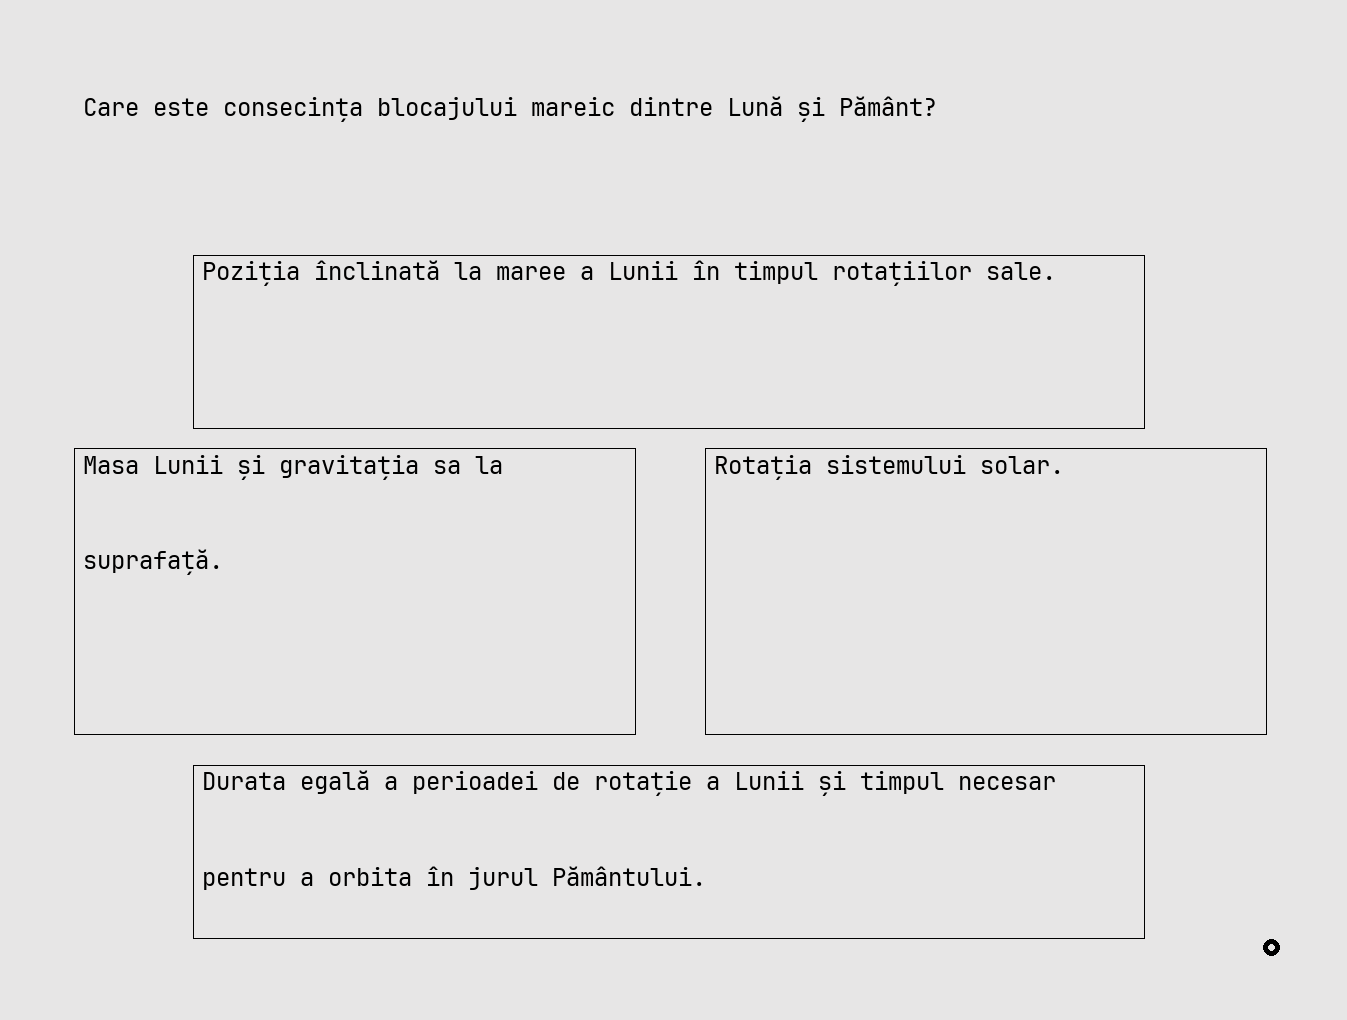 Care este consecința blocajului mareic dintre Lună și Pământ?
Poziția înclinată la maree a Lunii în timpul rotațiilor sale.
Masa Lunii și gravitația sa la
suprafață.
Rotația sistemului solar.
Durata egală a perioadei de rotație a Lunii și timpul necesar
pentru a orbita în jurul Pământului.